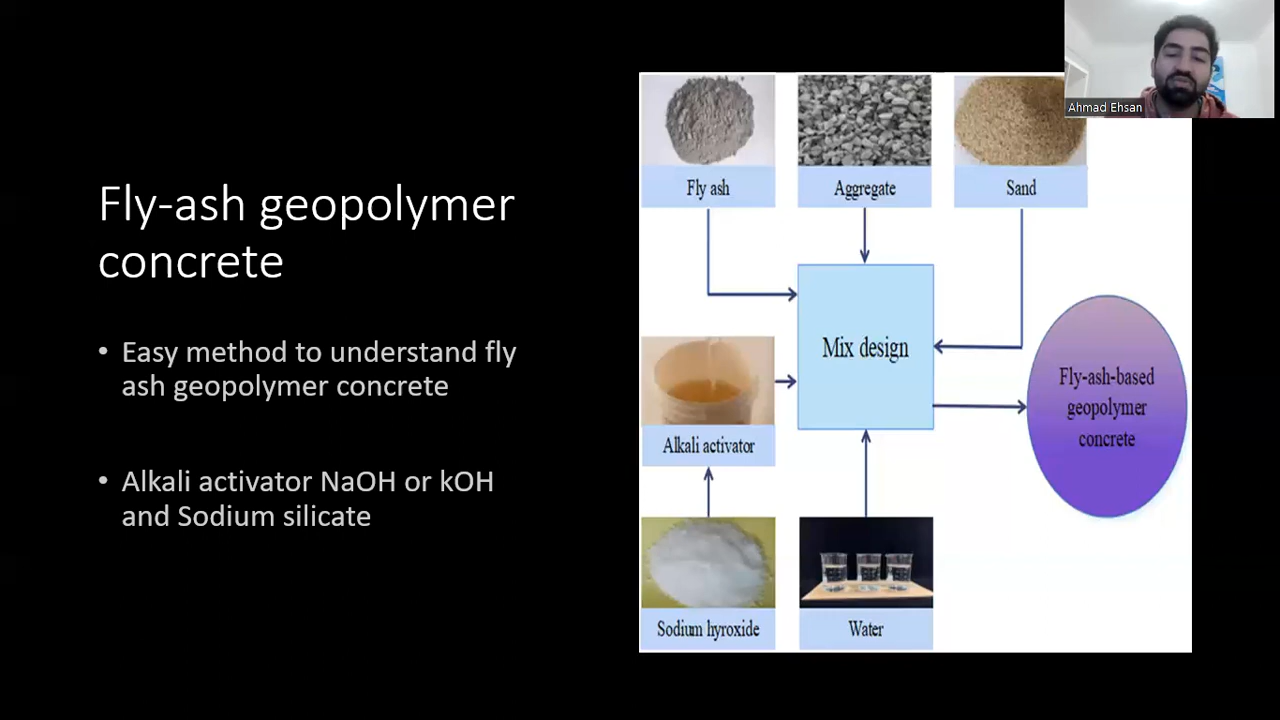 Ahmad Ehsan
Fly-ash geopolymer
concrete
• Easy method to understand fly
ash geopolymer concrete
• Alkali activator NaOH or kOH
and Sodium silicate
Fly ash
Aggregate
Sand
Mix design
Fly-ash-based
geopolymer
concrete
Alkali activator
Sodium hyroxide
Water